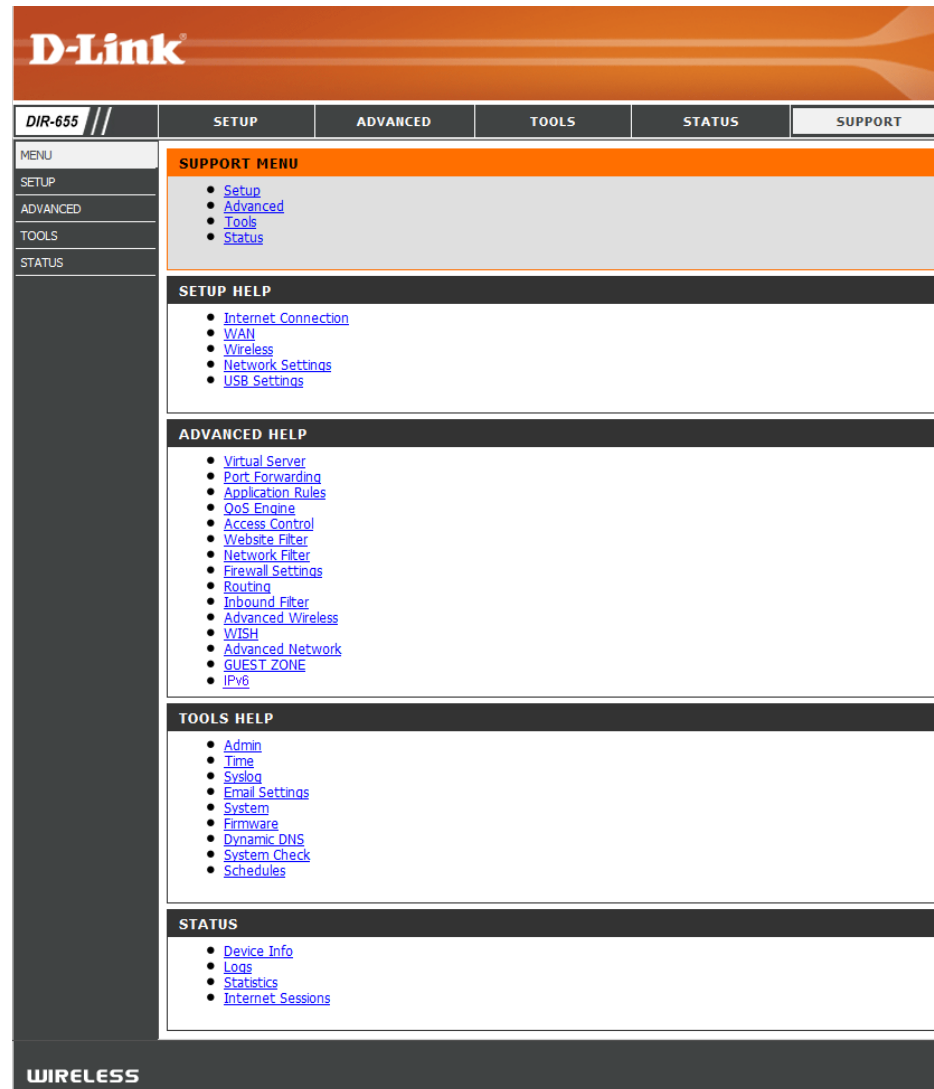 D-Link®
DIR-655
SETUP
ADVANCED
TOOLS
STATUS
SUPPORT
MENU
SETUP
ADVANCED
TOOLS
STATUS
SUPPORT MENU
Setup
Advanced
Tools
Status
SETUP HELP
Internet Connection
WAN
Wireless
Network Settings
USB Settings
ADVANCED HELP
Virtual Server
Port Forwarding
Application Rules
QoS Engine
Access Control
Website Filter
Network Filter
Firewall Settings
Routing
Inbound Filter
Advanced Wireless
WISH
Advanced Network
GUEST ZONE
IPv6
TOOLS HELP
Admin
Time
Syslog
Email Settings
System
Firmware
Dynamic DNS
System Check
Schedules
STATUS
Device Info
Logs
Statistics
Internet Sessions
WIRELESS